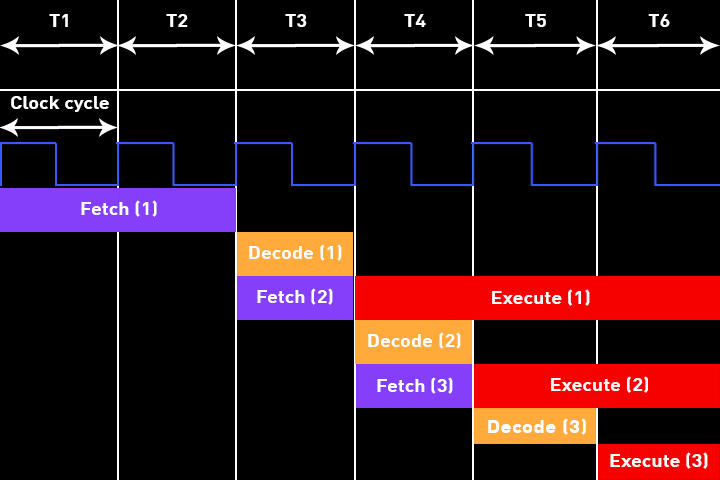 T1 T2 T3 T4 T5 T6
Clock cycle
Fetch (1)
Decode (1)
Fetch (2) Execute (1)
Decode (2)
Fetch (3) Execute (2)
Decode (3)
Execute (3)